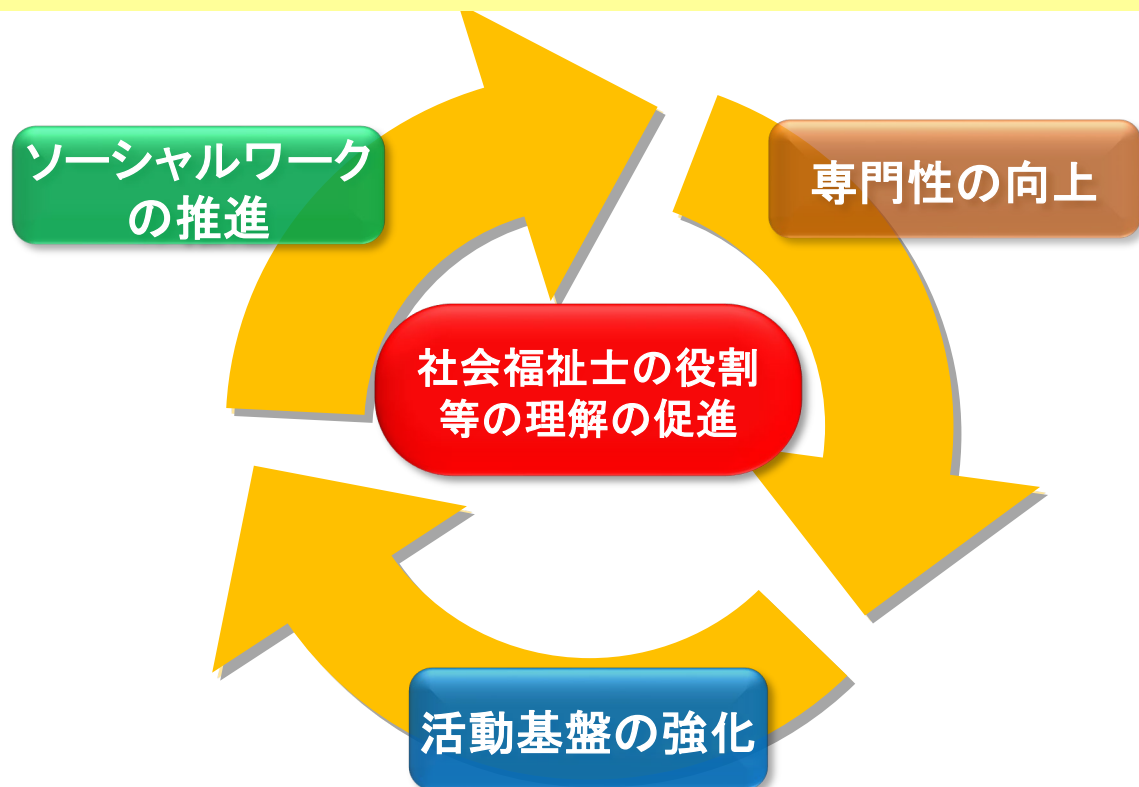 ソーシャルワーク
の推進
専門性の向上
社会福祉士の役割
等の理解の促進
活動基盤の強化